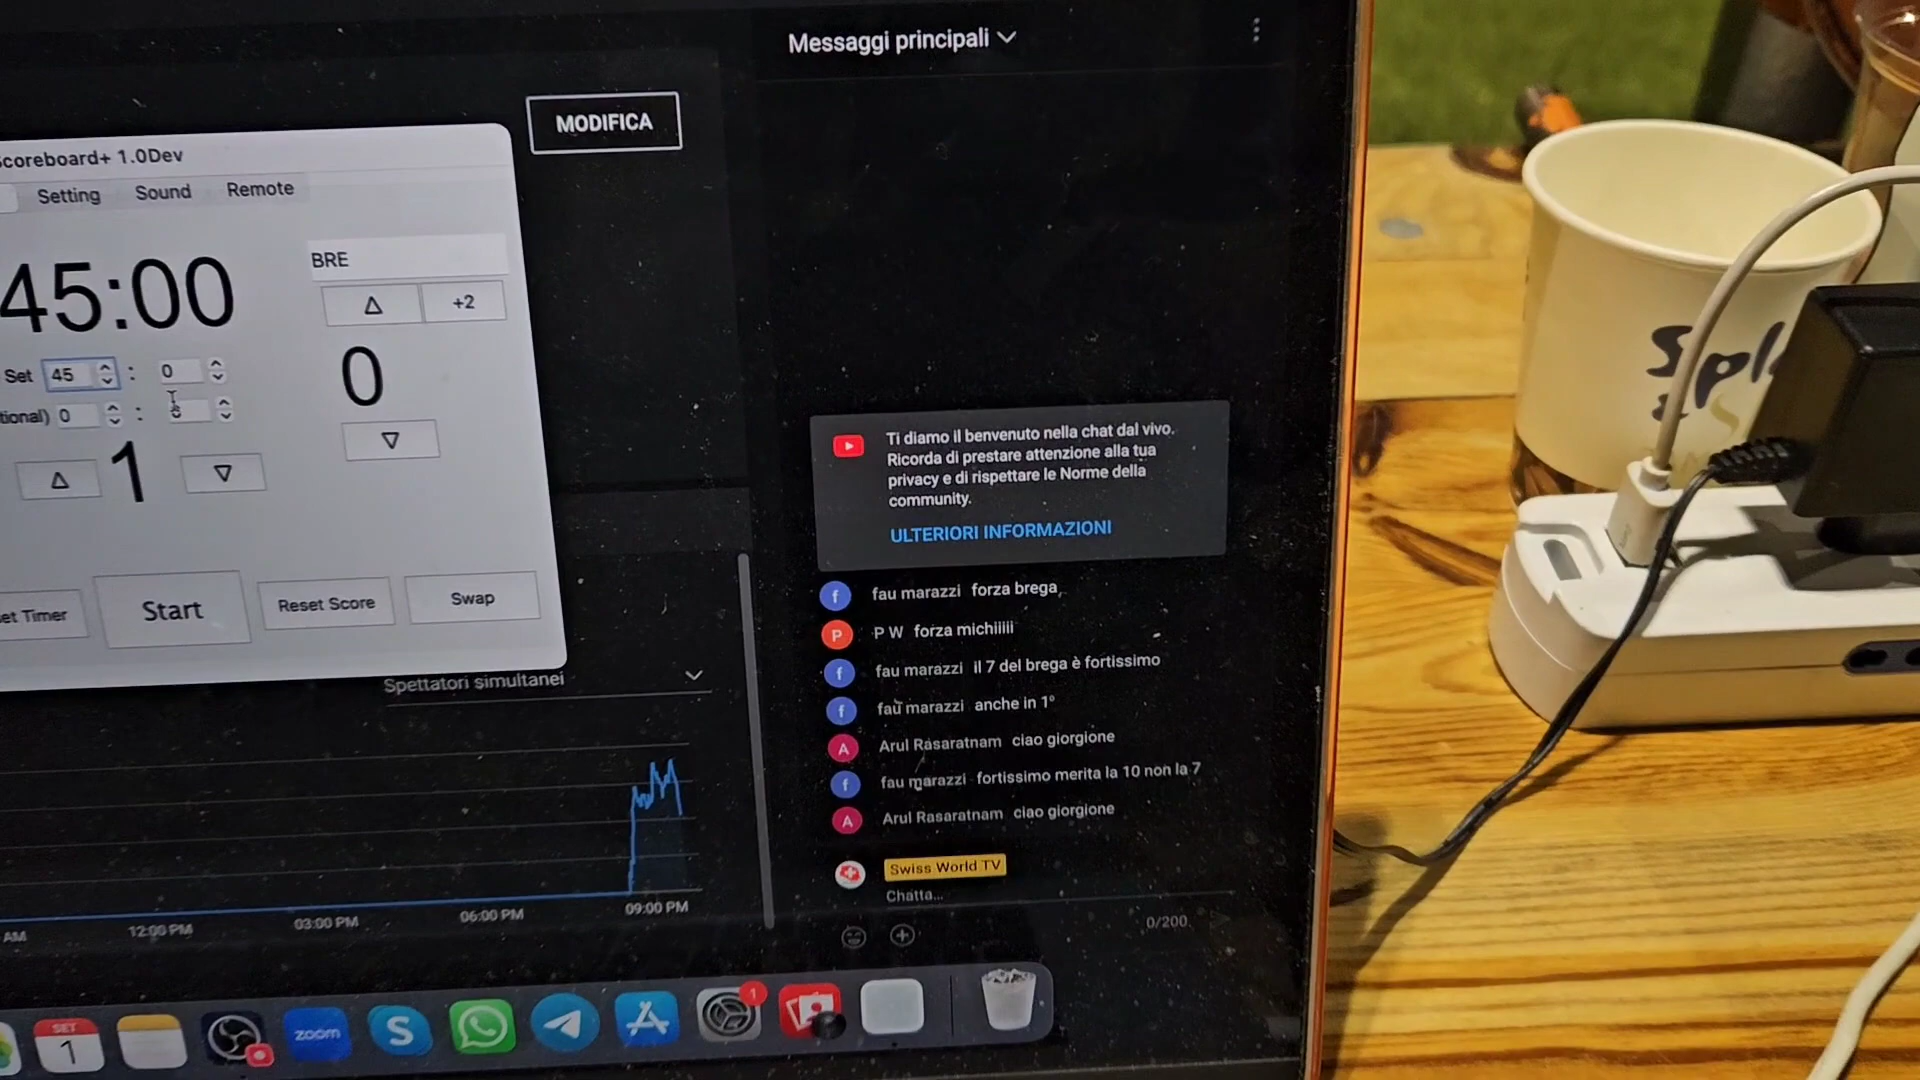 Messaggi principali
MODIFICA
coreboard+ 1.0Dev
Setting Sound Remote
45:00
BRE
+2
0
Set 45 : 0
tional) 0 :
1
et Timer Start Reset Score Swap
Spettatori simultanei
AM 12:00 PM 03:00 PM 06:00 PM 09:00 PM
Ti diamo il benvenuto nella chat dal vivo.
Ricorda di prestare attenzione alla tua
privacy e di rispettare le Norme della
community.
ULTERIORI INFORMAZIONI
f fau marazzi forza brega
P P W forza michiiiii
f fau marazzi il 7 del brega è fortissimo
f fau marazzi anche in 1°
A Arul Rasaratnam ciao giorgione
f fau marazzi fortissimo merita la 10 non la 7
A Arul Rasaratnam ciao giorgione
Swiss World TV
Chatta...
0/200
SET
1
zoom
S
1